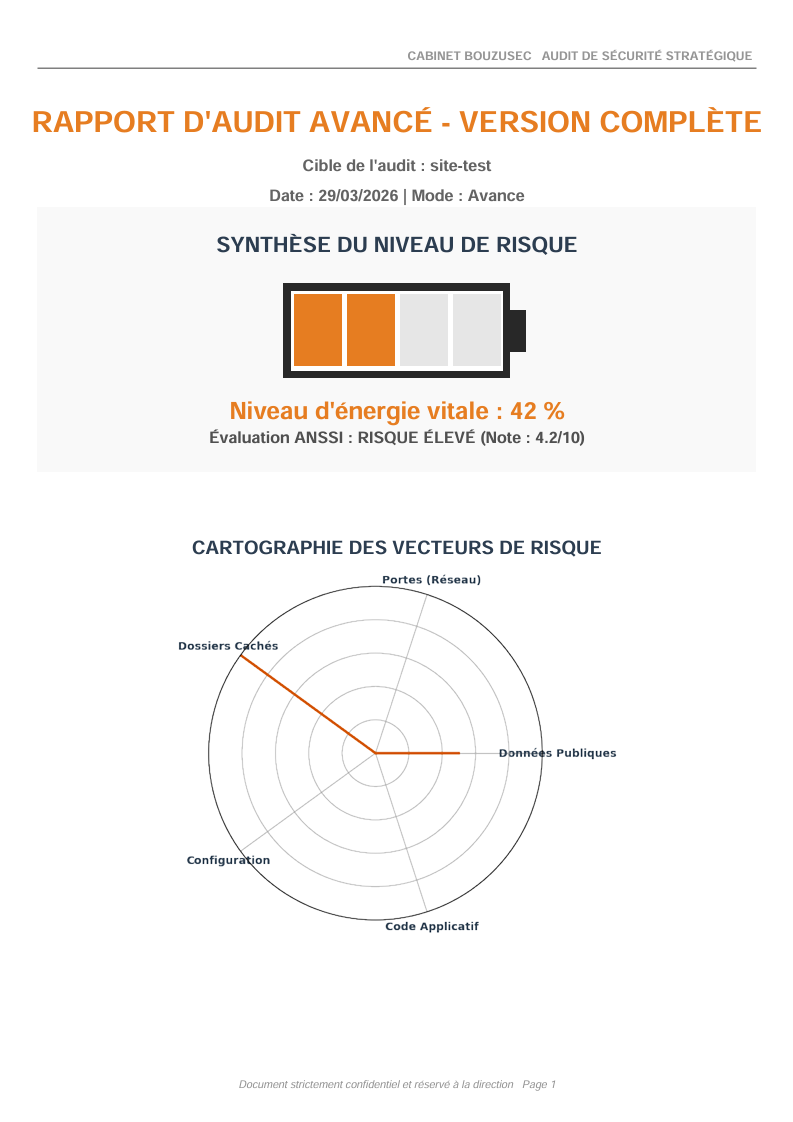 CABINET BOUZUSEC   AUDIT DE SÉCURITÉ STRATÉGIQUE
RAPPORT D'AUDIT AVANCÉ - VERSION COMPLÈTE
Cible de l'audit : site-test
Date : 29/03/2026 | Mode : Avance
SYNTHÈSE DU NIVEAU DE RISQUE
Niveau d'énergie vitale : 42 %
Évaluation ANSSI : RISQUE ÉLEVÉ (Note : 4.2/10)
CARTOGRAPHIE DES VECTEURS DE RISQUE
Portes (Réseau)
Dossiers Cachés
Données Publiques
Configuration
Code Applicatif
Document strictement confidentiel et réservé à la direction   Page 1